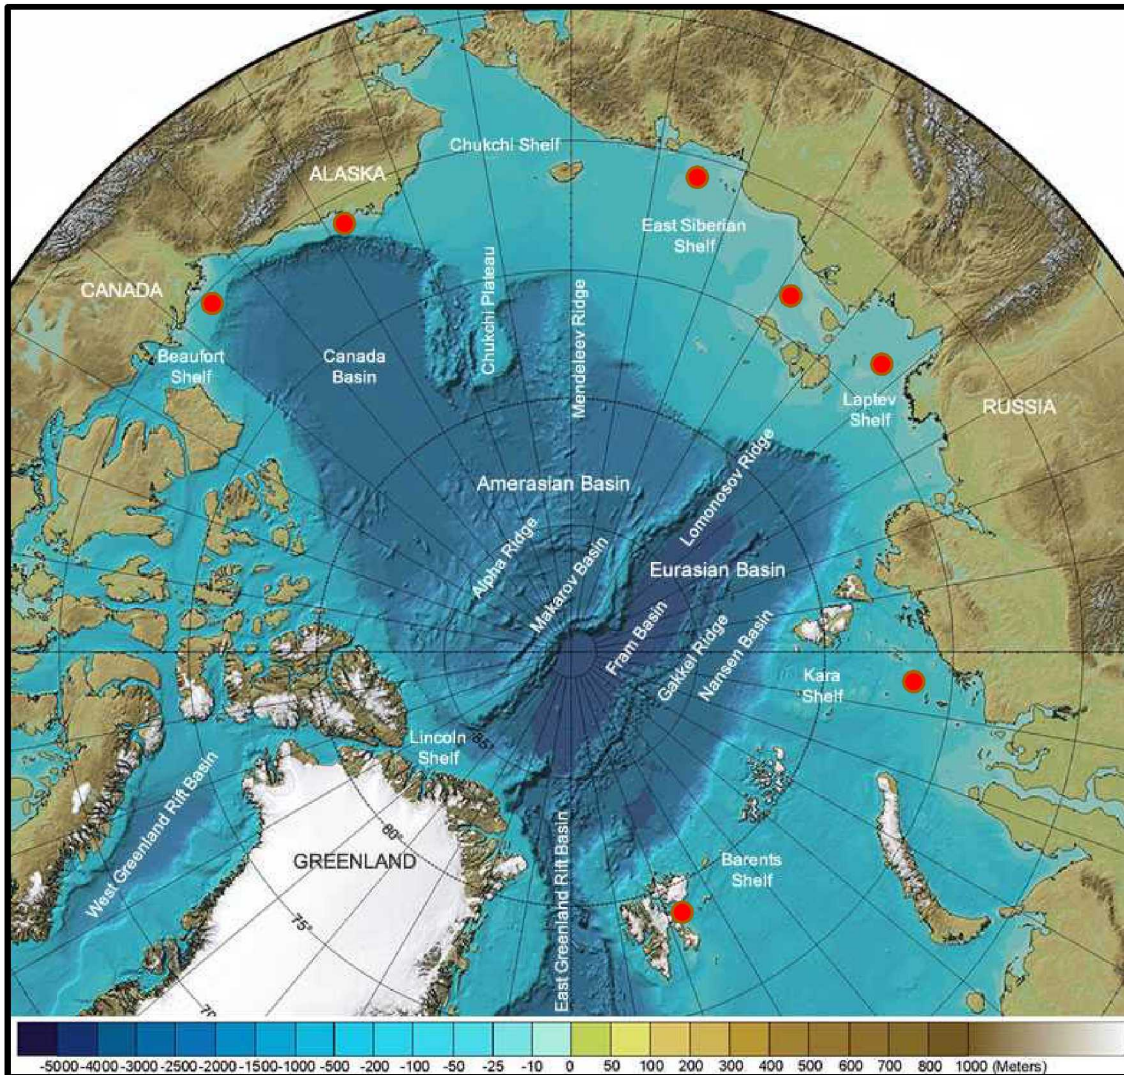 Chukchi Shelf
ALASKA
East Siberian
Shelf
CANADA
Chukchi Plateau
Mendeleev Ridge
Beaufort
Shelf
Canada
Basin
Laptev
Shelf
RUSSIA
Amerasian Basin
Lomonosov Ridge
Alpha Ridge
Makarov Basin
Eurasian Basin
Fram Basin
Gakkel Ridge
Nansen Basin
Kara
Shelf
Lincoln
Shelf
85°
West Greenland Rift Basin
80°
GREENLAND
East Greenland Rift Basin
Barents
Shelf
75°
-5000 -4000 -3000 -2500 -2000 -1500 -1000 -500 -200 -100 -50 -25 -10 0 50 100 200 300 400 500 600 700 800 1000 (Meters)